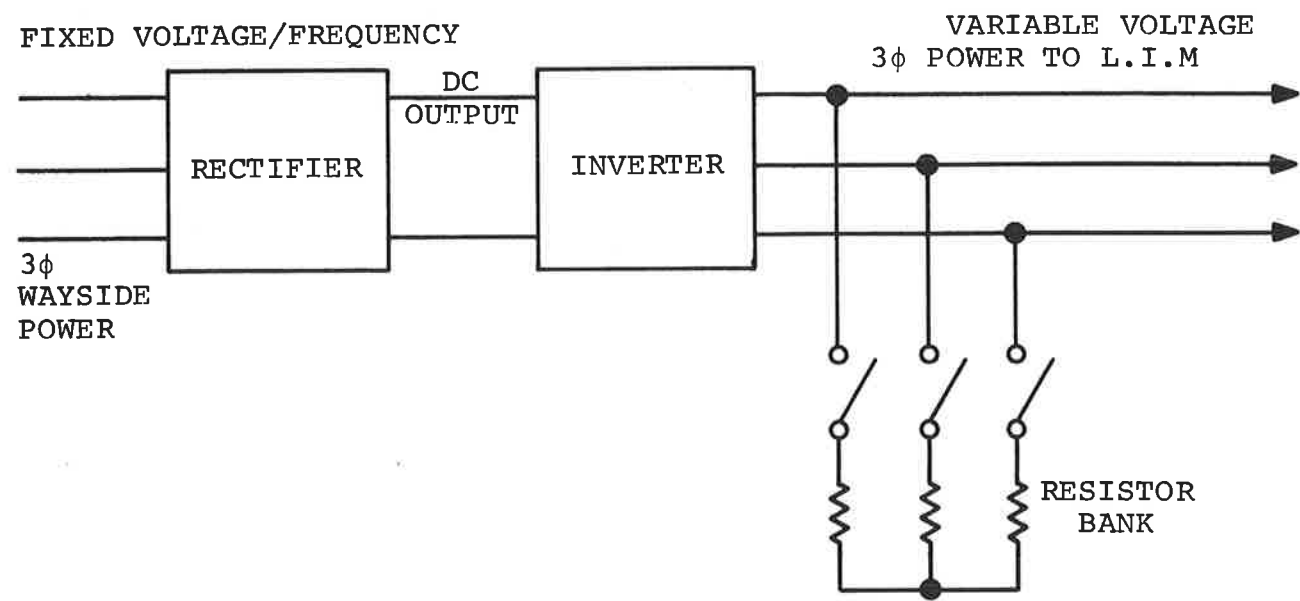 FIXED VOLTAGE/FREQUENCY
VARIABLE VOLTAGE
3ϕ POWER TO L.I.M
DC
OUTPUT
RECTIFIER
INVERTER
3ϕ
WAYSIDE
POWER
RESISTOR
BANK